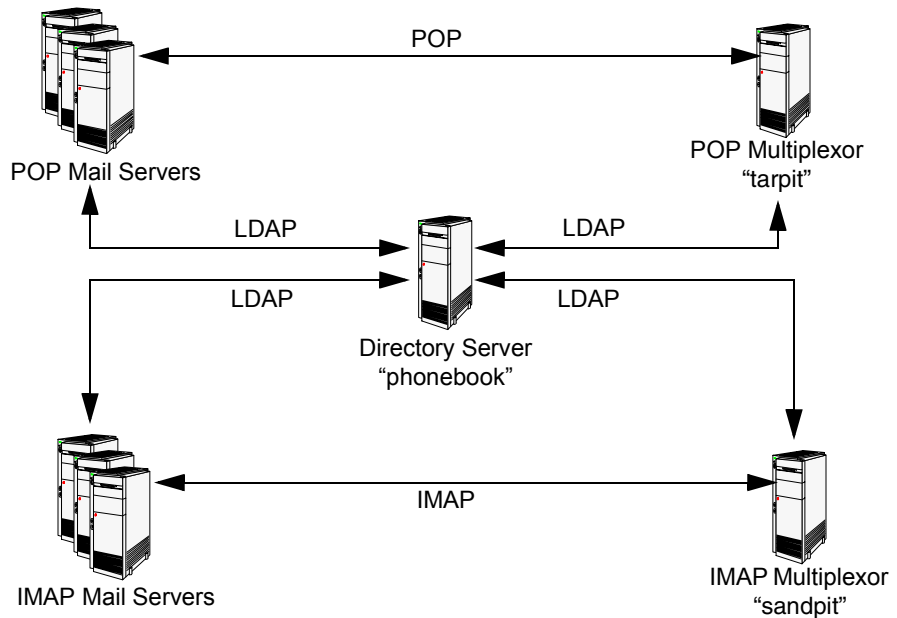 POP
POP Mail Servers
POP Multiplexor
“tarpit”
LDAP
LDAP
LDAP
LDAP
Directory Server
“phonebook”
IMAP
IMAP Mail Servers
IMAP Multiplexor
“sandpit”